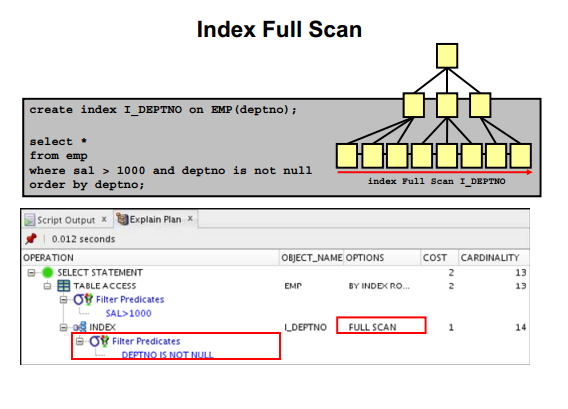 Index Full Scan
create index I_DEPTNO on EMP(deptno);
select *
from emp
where sal > 1000 and deptno is not null
order by deptno;
index Full Scan I_DEPTNO
Script Output x Explain Plan x
0.012 seconds
OPERATION OBJECT_NAME OPTIONS COST CARDINALITY
SELECT STATEMENT 2 13
TABLE ACCESS EMP BY INDEX RO... 2 13
Filter Predicates
SAL>1000
INDEX I_DEPTNO FULL SCAN 1 14
Filter Predicates
DEPTNO IS NOT NULL